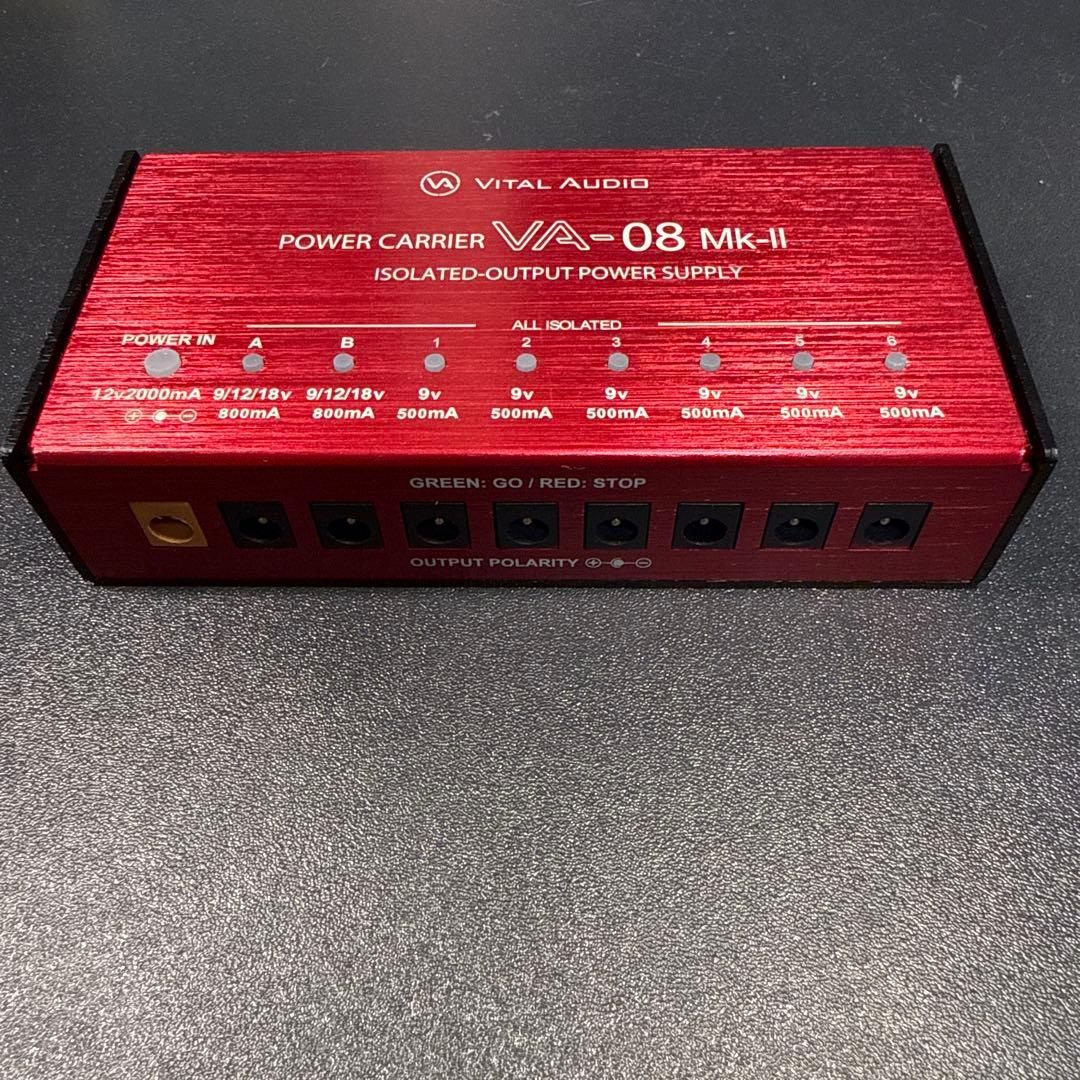 VA VITAL AUDIO
POWER CARRIER VA-08 Mk-II
ISOLATED-OUTPUT POWER SUPPLY
ALL ISOLATED
POWER IN A B 1 2 3 4 5 6
12v2000mA 9/12/18v 9/12/18v 9v 9v 9v 9v 9v 9v
800mA 800mA 500mA 500mA 500mA 500mA 500mA 500mA
GREEN: GO / RED: STOP
OUTPUT POLARITY